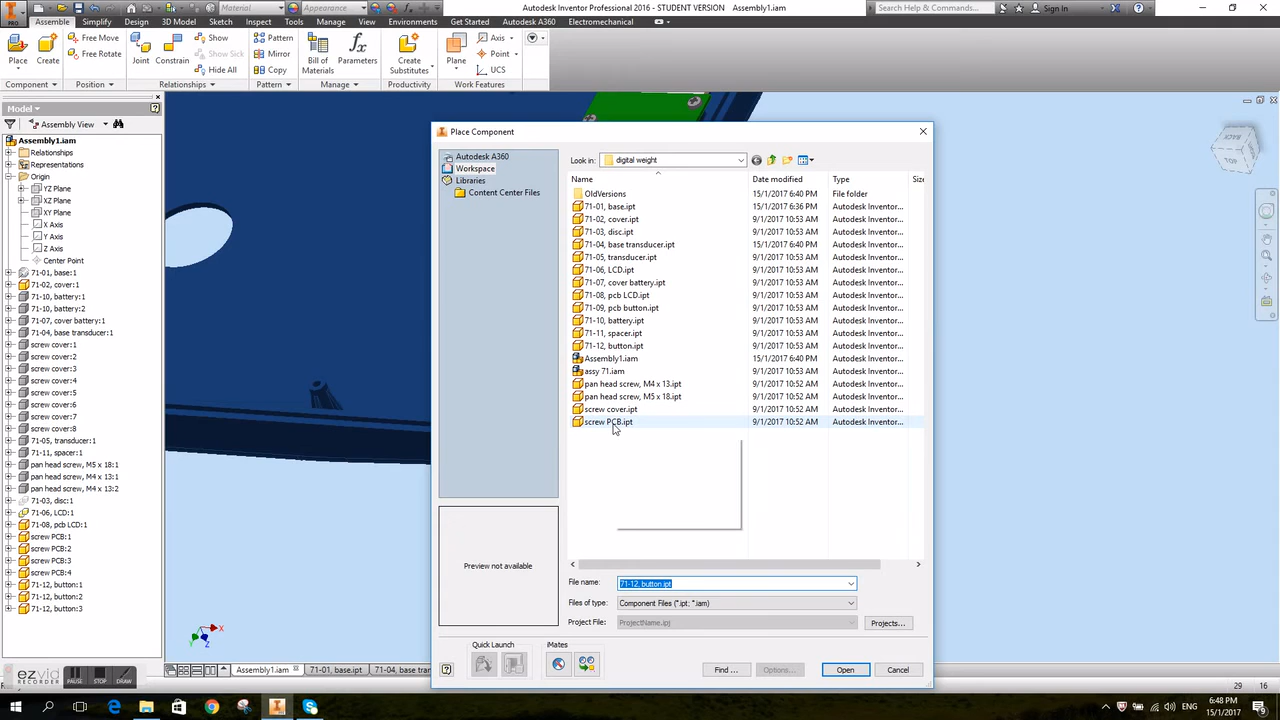 Material
Appearance
Autodesk Inventor Professional 2016 - STUDENT VERSION
Assembly1.iam
Search Help & Commands...
Sign In
PRO
Assemble
Simplify
Design
3D Model
Sketch
Inspect
Tools
Manage
View
Environments
Get Started
Autodesk A360
Electromechanical
Place
Create
Free Move
Free Rotate
Joint
Constrain
Show
Show Sick
Hide All
Pattern
Mirror
Copy
Bill of
Materials
Parameters
Create
Substitutes
Plane
Axis
Point
UCS
Component
Position
Relationships
Pattern
Manage
Productivity
Work Features
Model
Assembly View
Assembly1.iam
Relationships
Representations
Origin
YZ Plane
XZ Plane
XY Plane
X Axis
Y Axis
Z Axis
Center Point
71-01, base:1
71-02, cover:1
71-10, battery:1
71-10, battery:2
71-07, cover battery:1
71-04, base transducer:1
screw cover:1
screw cover:2
screw cover:3
screw cover:4
screw cover:5
screw cover:6
screw cover:7
screw cover:8
71-05, transducer:1
71-11, spacer:1
pan head screw, M5 x 18:1
pan head screw, M4 x 13:1
pan head screw, M4 x 13:2
71-03, disc:1
71-06, LCD:1
71-08, pcb LCD:1
screw PCB:1
screw PCB:2
screw PCB:3
screw PCB:4
71-12, button:1
71-12, button:2
71-12, button:3
Place Component
Autodesk A360
Workspace
Libraries
Content Center Files
Look in:
digital weight
Name
Date modified
Type
OldVersions 15/1/2017 6:40 PM File folder
71-01, base.ipt 15/1/2017 6:36 PM Autodesk Inventor...
71-02, cover.ipt 9/1/2017 10:53 AM Autodesk Inventor...
71-03, disc.ipt 9/1/2017 10:53 AM Autodesk Inventor...
71-04, base transducer.ipt 15/1/2017 6:40 PM Autodesk Inventor...
71-05, transducer.ipt 9/1/2017 10:53 AM Autodesk Inventor...
71-06, LCD.ipt 9/1/2017 10:53 AM Autodesk Inventor...
71-07, cover battery.ipt 9/1/2017 10:53 AM Autodesk Inventor...
71-08, pcb LCD.ipt 9/1/2017 10:53 AM Autodesk Inventor...
71-09, pcb button.ipt 9/1/2017 10:53 AM Autodesk Inventor...
71-10, battery.ipt 9/1/2017 10:53 AM Autodesk Inventor...
71-11, spacer.ipt 9/1/2017 10:53 AM Autodesk Inventor...
71-12, button.ipt 9/1/2017 10:53 AM Autodesk Inventor...
Assembly1.iam 15/1/2017 6:40 PM Autodesk Inventor...
assy 71.iam 9/1/2017 10:53 AM Autodesk Inventor...
pan head screw, M4 x 13.ipt 9/1/2017 10:52 AM Autodesk Inventor...
pan head screw, M5 x 18.ipt 9/1/2017 10:52 AM Autodesk Inventor...
screw cover.ipt 9/1/2017 10:52 AM Autodesk Inventor...
screw PCB.ipt 9/1/2017 10:52 AM Autodesk Inventor...
Preview not available
File name:
71-12, button.ipt
Files of type:
Component Files (*.ipt; *.iam)
Project File:
ProjectName.ipj
Projects...
Quick Launch
iMates
Find ...
Options...
Open
Cancel
BACK
Assembly1.iam
71-01, base.ipt
71-04, base tran
ezvid
RECORDER
PAUSE
STOP
DRAW
29
16
6:48 PM
15/1/2017